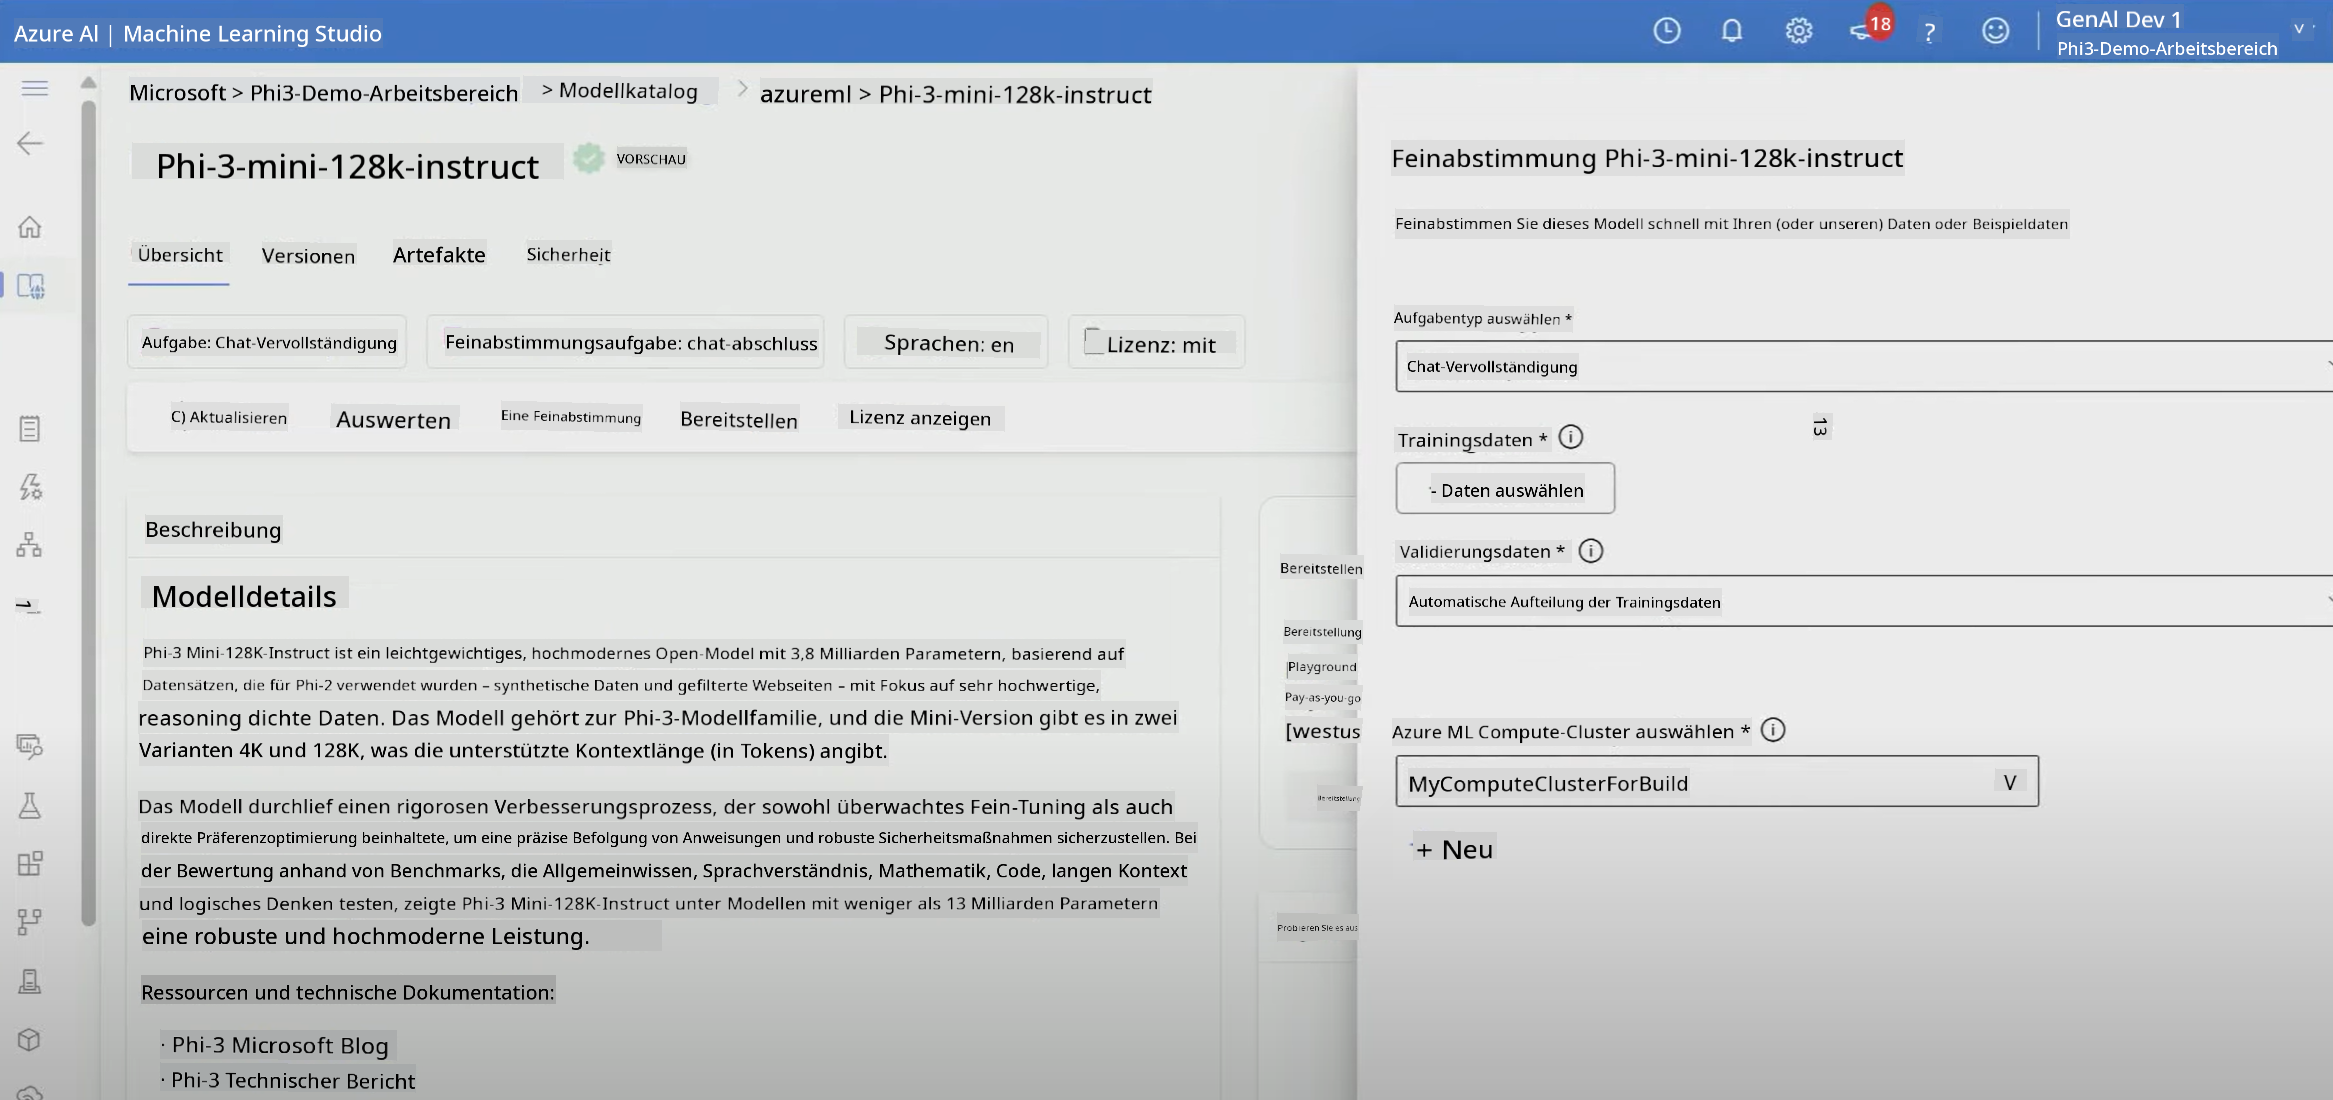 Azure AI | Machine Learning Studio
18
?
GenAI Dev 1
Phi3-Demo-Arbeitsbereich
V
Microsoft > Phi3-Demo-Arbeitsbereich > Modellkatalog > azureml > Phi-3-mini-128k-instruct
Phi-3-mini-128k-instruct
VORSCHAU
Übersicht
Versionen
Artefakte
Sicherheit
Aufgabe: Chat-Vervollständigung
Feinabstimmungsaufgabe: chat-abschluss
Sprachen: en
Lizenz: mit
C) Aktualisieren
Auswerten
Eine Feinabstimmung
Bereitstellen
Lizenz anzeigen
Beschreibung
Modelldetails
Phi-3 Mini-128K-Instruct ist ein leichtgewichtiges, hochmodernes Open-Model mit 3,8 Milliarden Parametern, basierend auf
Datensätzen, die für Phi-2 verwendet wurden – synthetische Daten und gefilterte Webseiten – mit Fokus auf sehr hochwertige,
reasoning dichte Daten. Das Modell gehört zur Phi-3-Modellfamilie, und die Mini-Version gibt es in zwei
Varianten 4K und 128K, was die unterstützte Kontextlänge (in Tokens) angibt.
Das Modell durchlief einen rigorosen Verbesserungsprozess, der sowohl überwachtes Fein-Tuning als auch
direkte Präferenzoptimierung beinhaltete, um eine präzise Befolgung von Anweisungen und robuste Sicherheitsmaßnahmen sicherzustellen. Bei
der Bewertung anhand von Benchmarks, die Allgemeinwissen, Sprachverständnis, Mathematik, Code, langen Kontext
und logisches Denken testen, zeigte Phi-3 Mini-128K-Instruct unter Modellen mit weniger als 13 Milliarden Parametern
eine robuste und hochmoderne Leistung.
Ressourcen und technische Dokumentation:
· Phi-3 Microsoft Blog
· Phi-3 Technischer Bericht
1
Bereitstellen
Bereitstellung
Playground
Pay-as-you-go
[westus
Bereitstellung
Probieren Sie es aus
Feinabstimmung Phi-3-mini-128k-instruct
Feinabstimmen Sie dieses Modell schnell mit Ihren (oder unseren) Daten oder Beispieldaten
Aufgabentyp auswählen *
Chat-Vervollständigung
13
Trainingsdaten *
- Daten auswählen
Validierungsdaten *
Automatische Aufteilung der Trainingsdaten
Azure ML Compute-Cluster auswählen *
MyComputeClusterForBuild
V
+ Neu